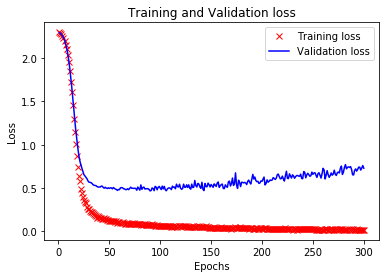 Training and Validation loss
Training loss
Validation loss
2.0
1.5
1.0
0.5
0.0
Loss
0
50
100
150
200
250
300
Epochs